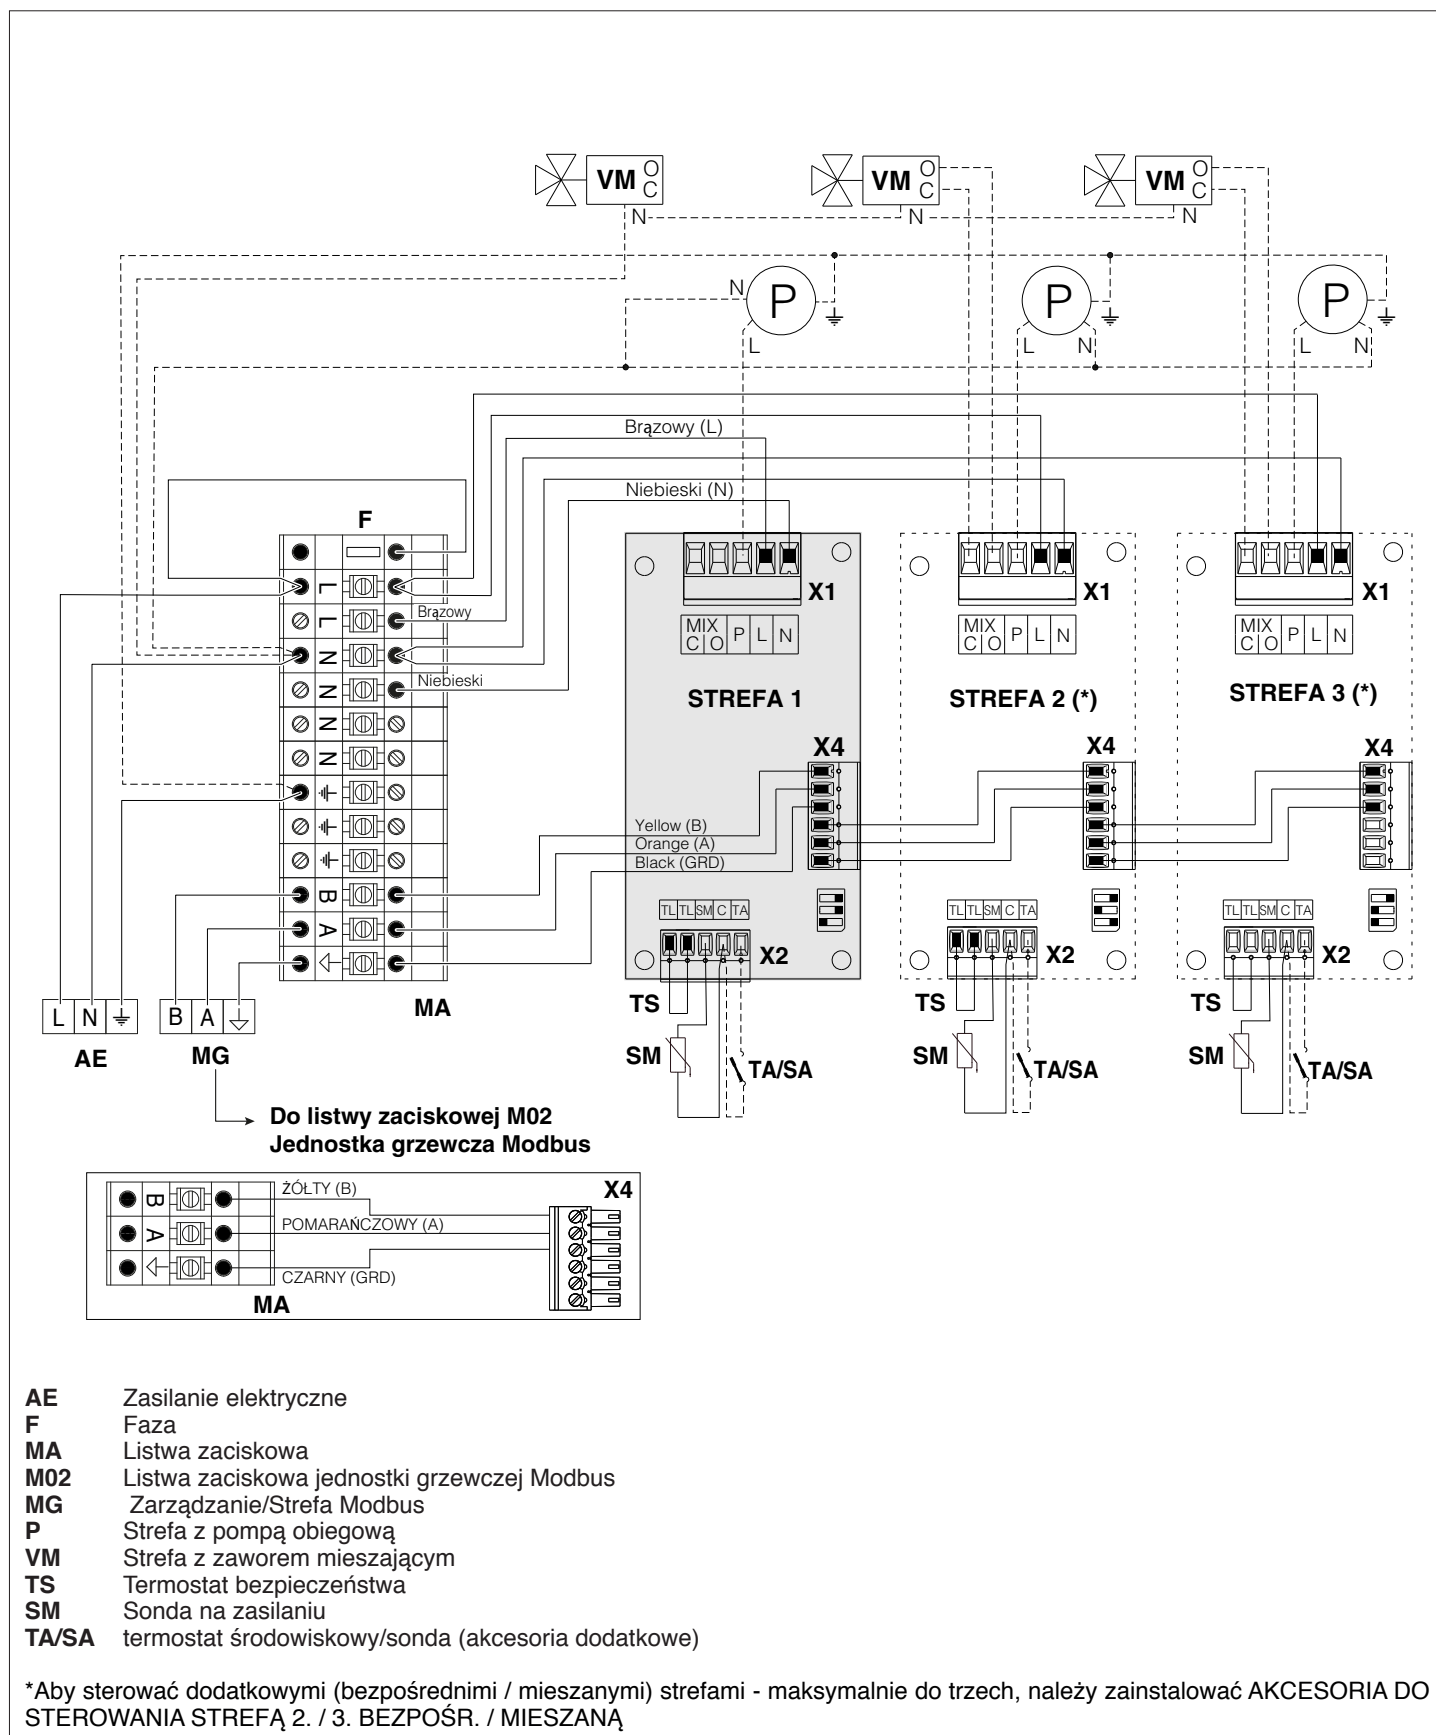 VM O C N
VM O C N
VM O C N
N P L
P L N
P L N
Brązowy (L)
Niebieski (N)
F
L
L Brązowy
N
N Niebieski
N
N
B
A
MA
X1
MIX
C O P L N
STREFA 1
X4
Yellow (B)
Orange (A)
Black (GRD)
TL TL SM C TA
X2
TS
SM
TA/SA
X1
MIX
C O P L N
STREFA 2 (*)
X4
TL TL SM C TA
X2
TS
SM
TA/SA
X1
MIX
C O P L N
STREFA 3 (*)
X4
TL TL SM C TA
X2
TS
SM
TA/SA
L N
AE
B A
MG
Do listwy zaciskowej M02
Jednostka grzewcza Modbus
B ŻÓŁTY (B)
A POMARAŃCZOWY (A)
CZARNY (GRD)
MA
X4
AE Zasilanie elektryczne
F Faza
MA Listwa zaciskowa
M02 Listwa zaciskowa jednostki grzewczej Modbus
MG Zarządzanie/Strefa Modbus
P Strefa z pompą obiegową
VM Strefa z zaworem mieszającym
TS Termostat bezpieczeństwa
SM Sonda na zasilaniu
TA/SA termostat środowiskowy/sonda (akcesoria dodatkowe)
*Aby sterować dodatkowymi (bezpośrednimi / mieszanymi) strefami - maksymalnie do trzech, należy zainstalować AKCESORIA DO
STEROWANIA STREFĄ 2. / 3. BEZPOŚR. / MIESZANĄ